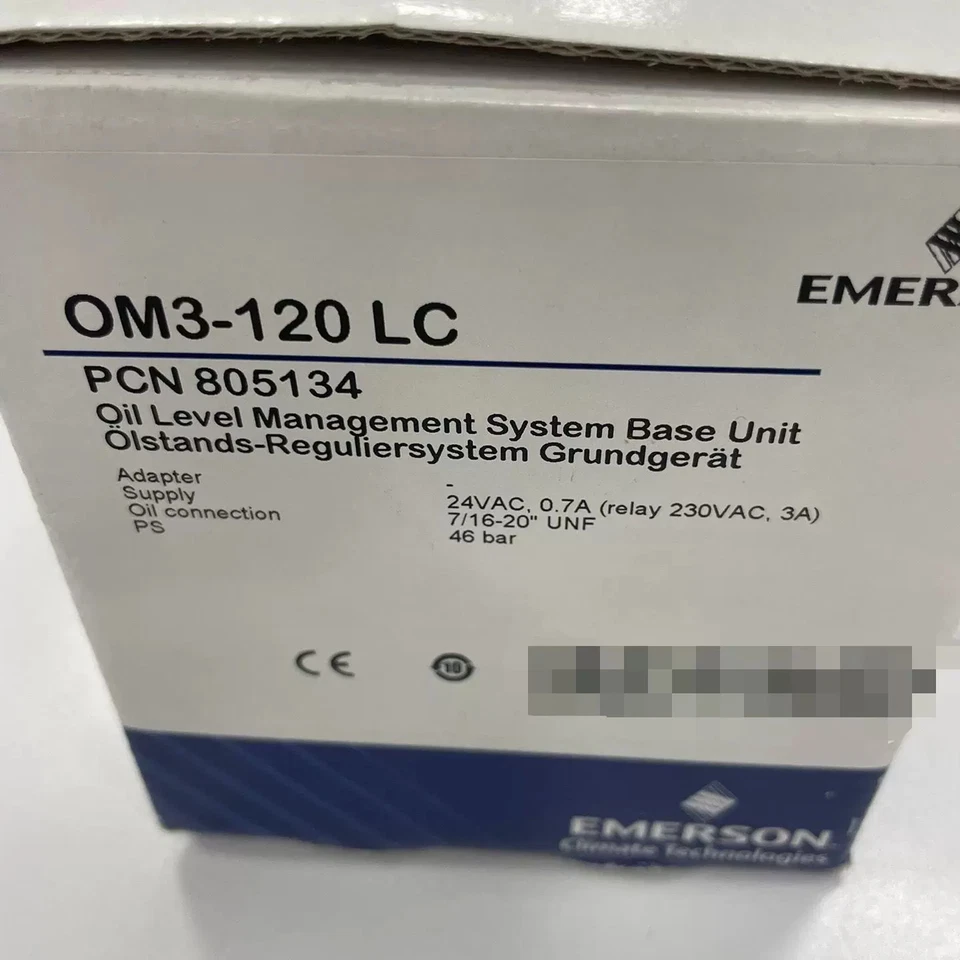 EMER
OM3-120 LC
PCN 805134
Oil Level Management System Base Unit
Ölstands-Reguliersystem Grundgerät
Adapter -
Supply 24VAC, 0.7A (relay 230VAC, 3A)
Oil connection 7/16-20" UNF
PS 46 bar
CE
10
EMERSON
Climate Technologies